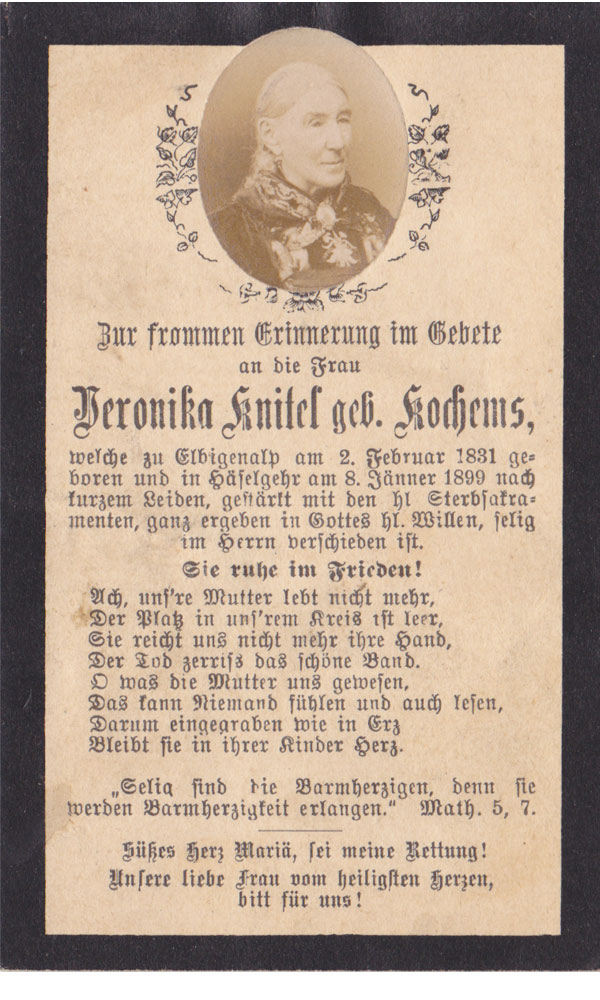 Zur frommen Erinnerung im Gebete
an die Frau
Veronika Knitel geb. Kochems,
welche zu Elbigenalp am 2. Februar 1831 ge-
boren und in Häselgehr am 8. Jänner 1899 nach
kurzem Leiden, gestärkt mit den hl Sterbsakra-
menten, ganz ergeben in Gottes hl. Willen, selig
im Herrn verschieden ist.
Sie ruhe im Frieden!
Ach, uns're Mutter lebt nicht mehr,
Der Platz in uns'rem Kreis ist leer,
Sie reicht uns nicht mehr ihre Hand,
Der Tod zerriss das schöne Band.
O was die Mutter uns gewesen,
Das kann Niemand fühlen und auch lesen,
Darum eingegraben wie in Erz
Bleibt sie in ihrer Kinder Herz.
„Selig sind die Barmherzigen, denn sie
werden Barmherzigkeit erlangen.“ Math. 5, 7.
Süßes Herz Mariä, sei meine Rettung!
Unsere liebe Frau vom heiligsten Herzen,
bitt für uns!